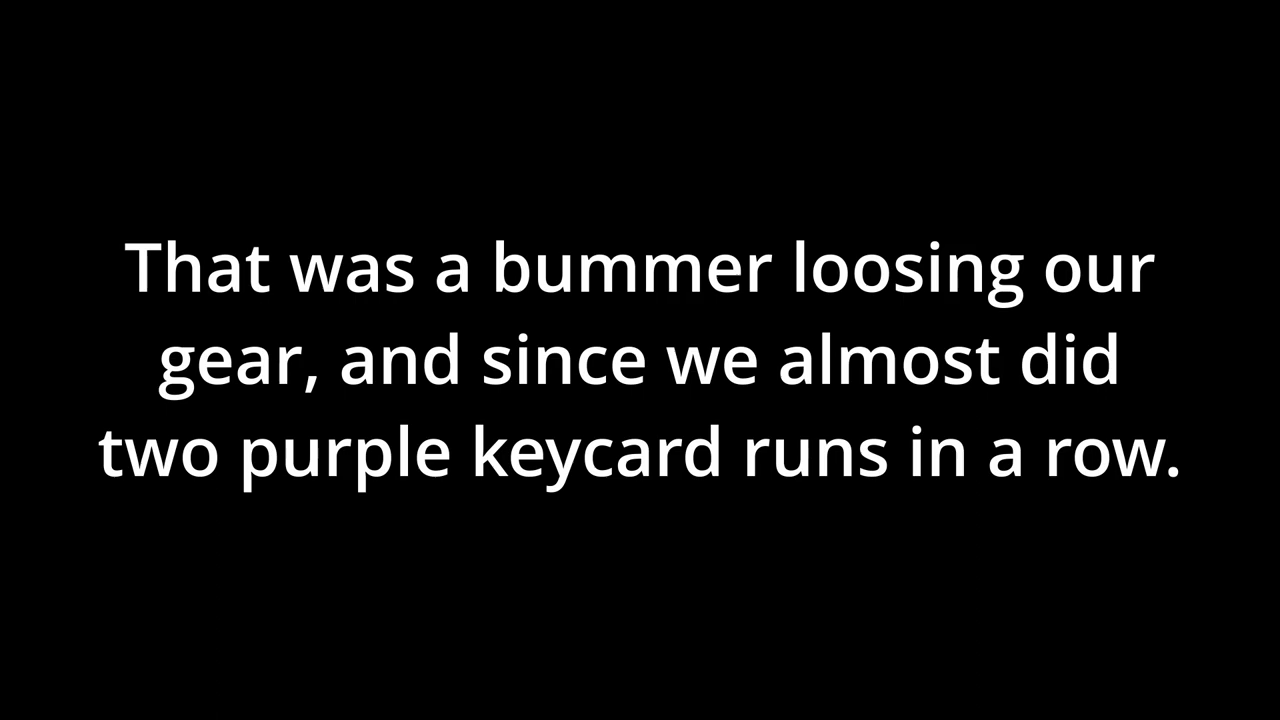 That was a bummer loosing our
gear, and since we almost did
two purple keycard runs in a row.